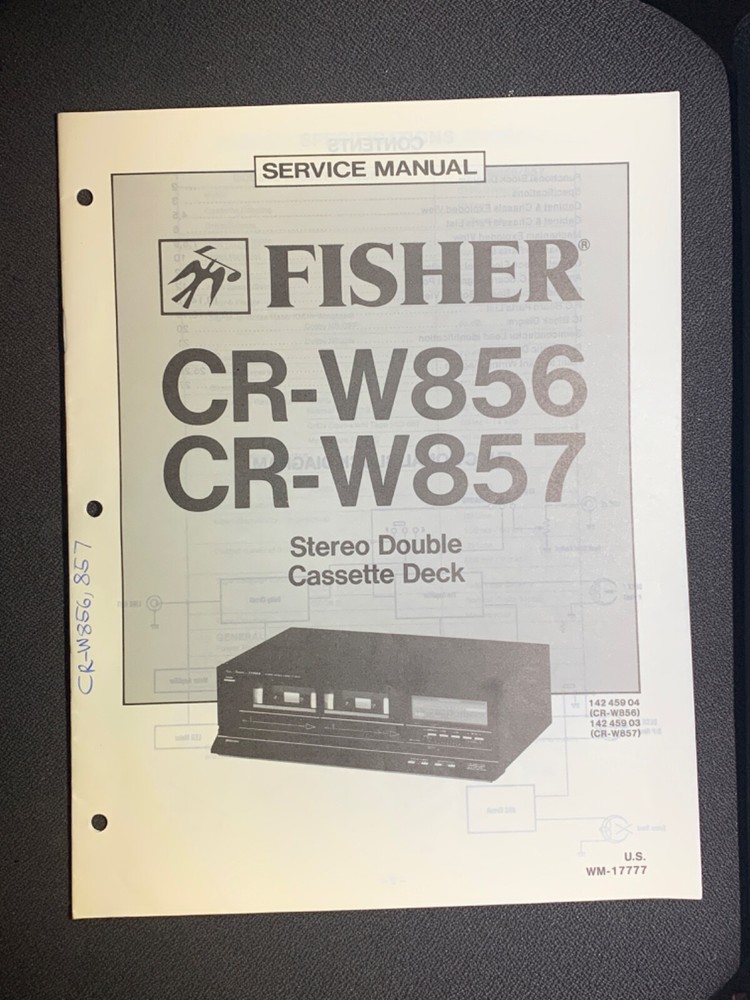 SERVICE MANUAL
FISHER®
CR-W856
CR-W857
Stereo Double
Cassette Deck
142 459 04
(CR-W856)
142 459 03
(CR-W857)
U.S.
WM-17777
CR-W856, 857